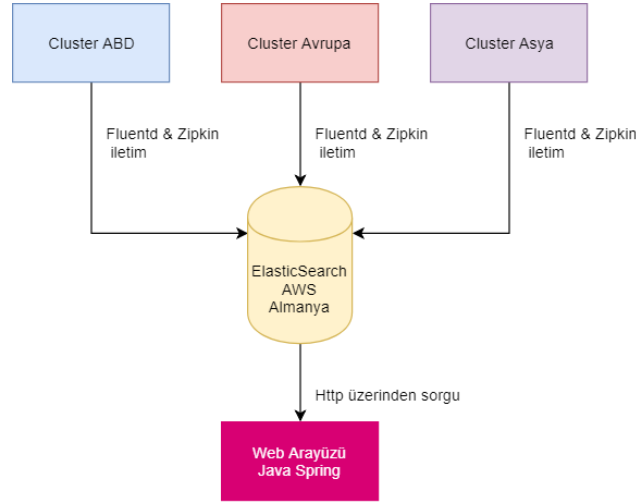 Cluster ABD
Cluster Avrupa
Cluster Asya
Fluentd & Zipkin
iletim
Fluentd & Zipkin
iletim
Fluentd & Zipkin
iletim
ElasticSearch
AWS
Almanya
Http üzerinden sorgu
Web Arayüzü
Java Spring